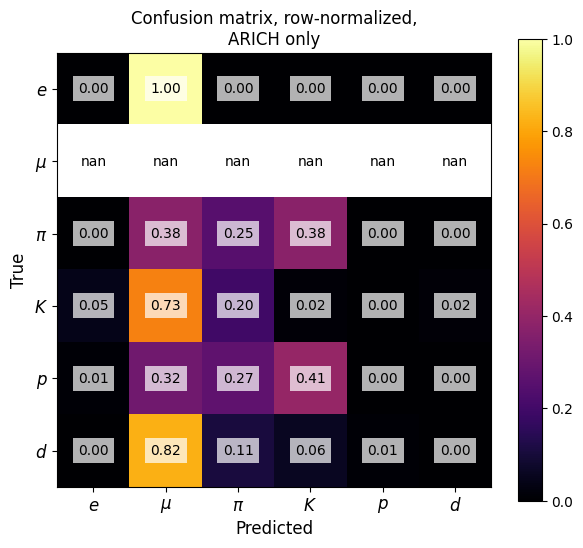 Confusion matrix, row-normalized,
ARICH only
True
e 0.00 1.00 0.00 0.00 0.00 0.00
μ nan nan nan nan nan nan
π 0.00 0.38 0.25 0.38 0.00 0.00
K 0.05 0.73 0.20 0.02 0.00 0.02
p 0.01 0.32 0.27 0.41 0.00 0.00
d 0.00 0.82 0.11 0.06 0.01 0.00
e μ π K p d
Predicted
1.0
0.8
0.6
0.4
0.2
0.0